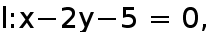 l:x−2y−5 = 0,